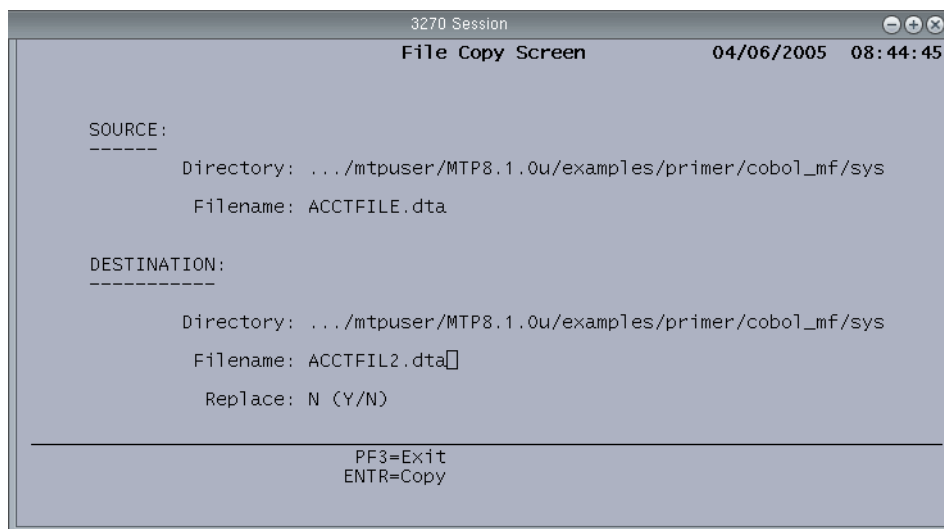 3270 Session
File Copy Screen 04/06/2005 08:44:45
SOURCE:
------
Directory: .../mtpuser/MTP8.1.0u/examples/primer/cobol_mf/sys
Filename: ACCTFILE.dta
DESTINATION:
-----------
Directory: .../mtpuser/MTP8.1.0u/examples/primer/cobol_mf/sys
Filename: ACCTFIL2.dta
Replace: N (Y/N)
PF3=Exit
ENTR=Copy